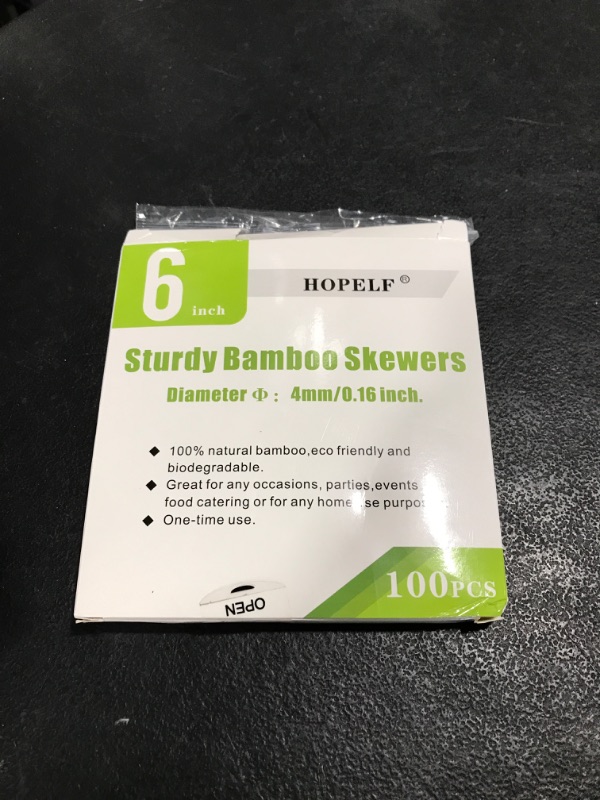 6 inch
HOPELF ®
Sturdy Bamboo Skewers
Diameter Φ : 4mm/0.16 inch.
◆ 100% natural bamboo,eco friendly and
biodegradable.
◆ Great for any occasions, parties,events
food catering or for any home
◆ One-time use.
OPEN
100PCS